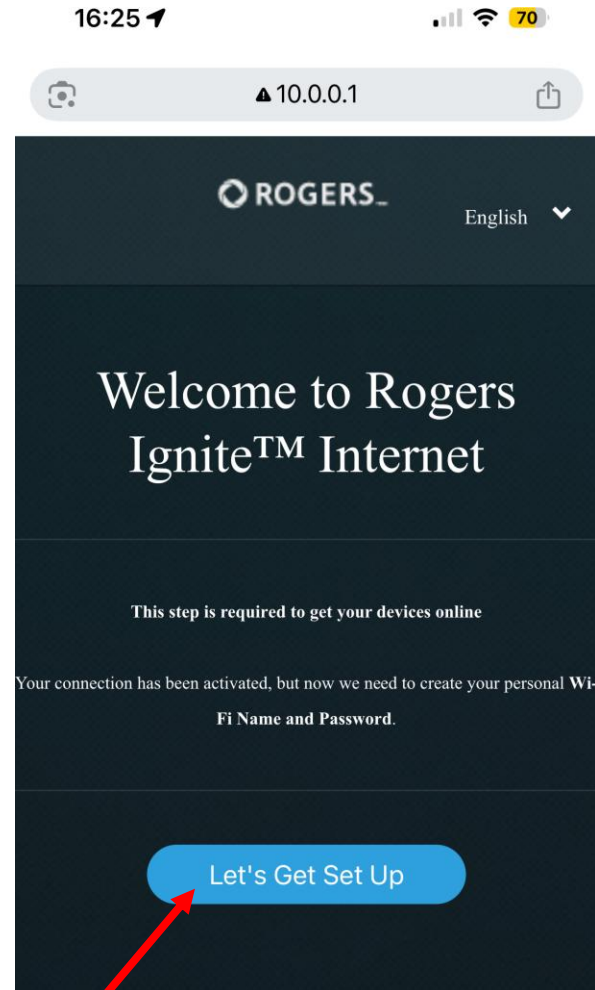 16:25
70
10.0.0.1
ROGERS
English
Welcome to Rogers
Ignite™ Internet
This step is required to get your devices online
Your connection has been activated, but now we need to create your personal Wi-
Fi Name and Password.
Let's Get Set Up